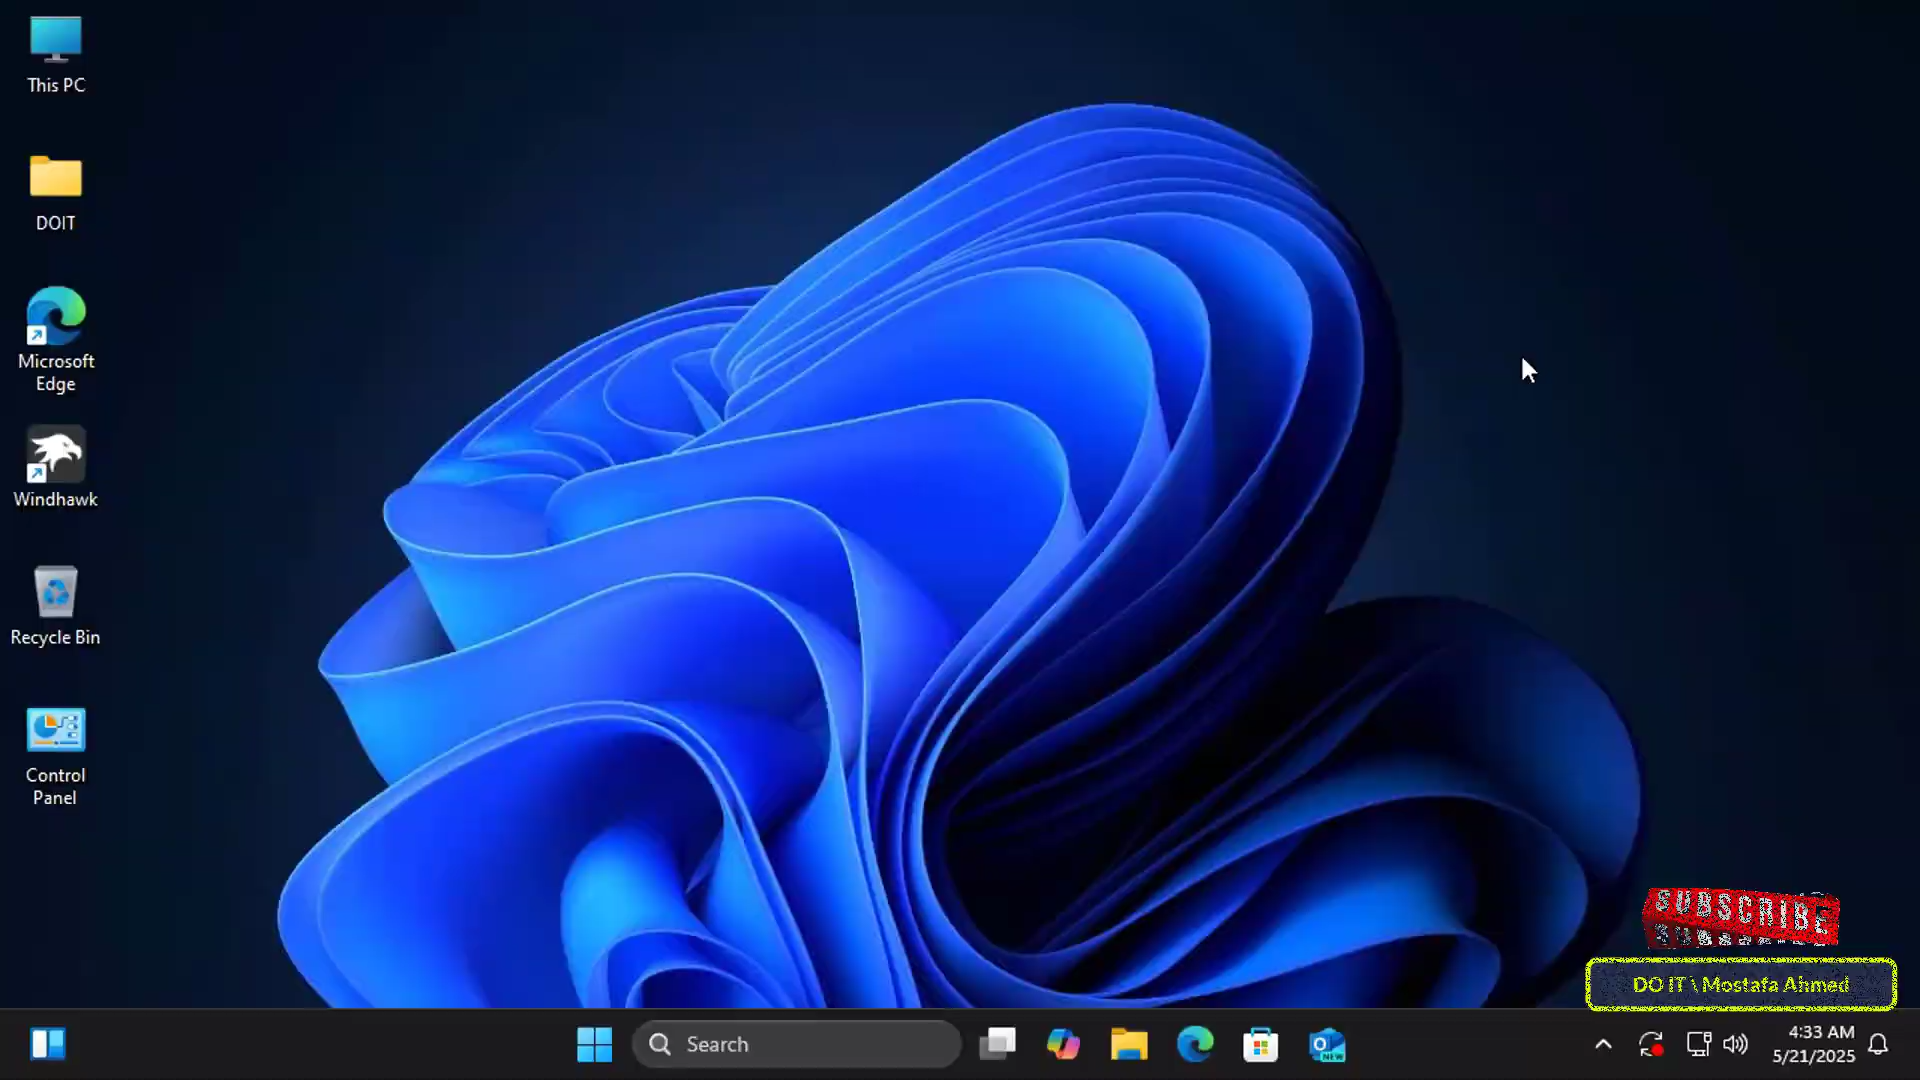 This PC
DOIT
Microsoft
Edge
Windhawk
Recycle Bin
Control
Panel
SUBSCRIBE
DO IT \ Mostafa Ahmed
Search
NEW
4:33 AM
5/21/2025